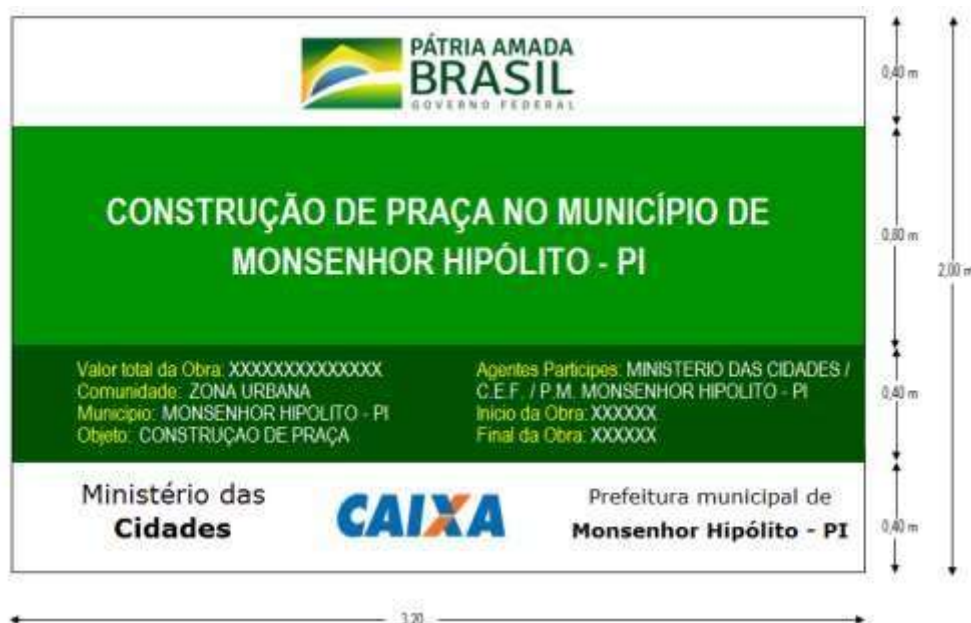 PÁTRIA AMADA
BRASIL
GOVERNO FEDERAL
0,40 m
CONSTRUÇÃO DE PRAÇA NO MUNICÍPIO DE
MONSENHOR HIPÓLITO - PI
0,80 m
2,00 m
Valor total da Obra: XXXXXXXXXXXXXX
Comunidade: ZONA URBANA
Municipio: MONSENHOR HIPOLITO - PI
Objeto: CONSTRUÇAO DE PRAÇA
Agentes Participes: MINISTERIO DAS CIDADES /
C.E.F. / P.M. MONSENHOR HIPOLITO - PI
Inicio da Obra: XXXXXX
Final da Obra: XXXXXX
0,40 m
Ministério das
Cidades
CAIXA
Prefeitura municipal de
Monsenhor Hipólito - PI
0,40 m
3,20